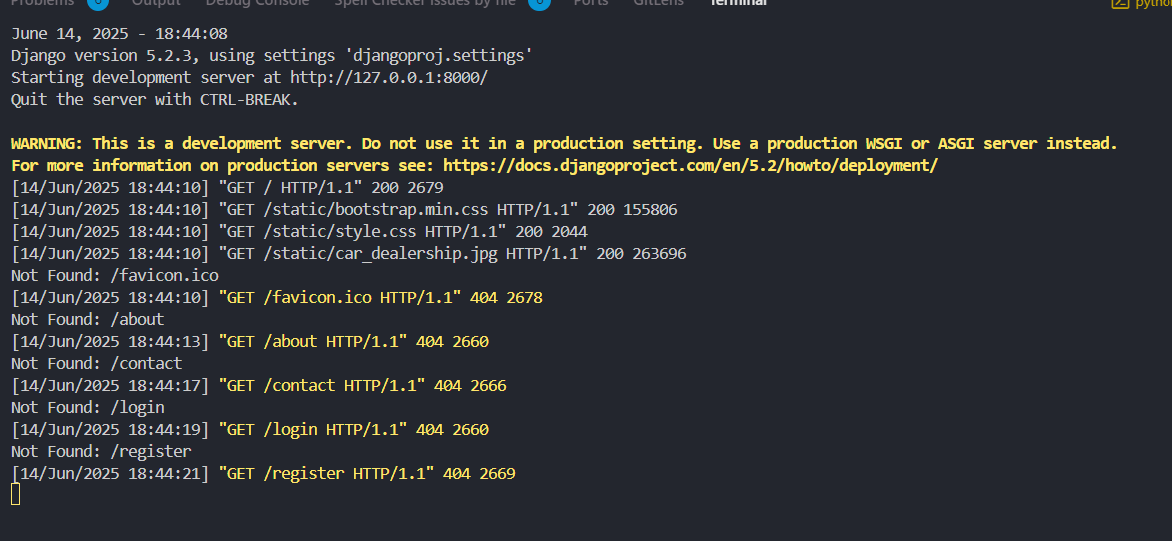 Problems 6 Output Debug Console Spell Checker Issues by file 6 Ports GitLens Terminal
June 14, 2025 - 18:44:08
Django version 5.2.3, using settings 'djangoproj.settings'
Starting development server at http://127.0.0.1:8000/
Quit the server with CTRL-BREAK.
WARNING: This is a development server. Do not use it in a production setting. Use a production WSGI or ASGI server instead.
For more information on production servers see: https://docs.djangoproject.com/en/5.2/howto/deployment/
[14/Jun/2025 18:44:10] "GET / HTTP/1.1" 200 2679
[14/Jun/2025 18:44:10] "GET /static/bootstrap.min.css HTTP/1.1" 200 155806
[14/Jun/2025 18:44:10] "GET /static/style.css HTTP/1.1" 200 2044
[14/Jun/2025 18:44:10] "GET /static/car_dealership.jpg HTTP/1.1" 200 263696
Not Found: /favicon.ico
[14/Jun/2025 18:44:10] "GET /favicon.ico HTTP/1.1" 404 2678
Not Found: /about
[14/Jun/2025 18:44:13] "GET /about HTTP/1.1" 404 2660
Not Found: /contact
[14/Jun/2025 18:44:17] "GET /contact HTTP/1.1" 404 2666
Not Found: /login
[14/Jun/2025 18:44:19] "GET /login HTTP/1.1" 404 2660
Not Found: /register
[14/Jun/2025 18:44:21] "GET /register HTTP/1.1" 404 2669